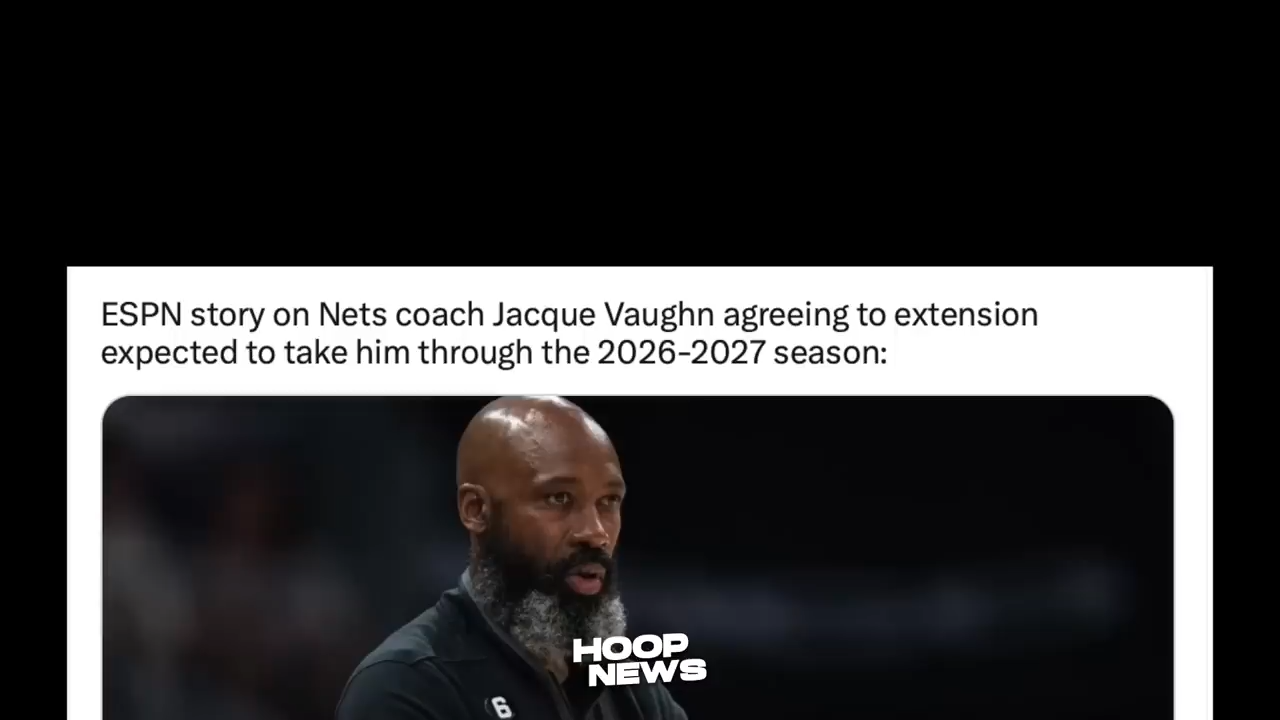 ESPN story on Nets coach Jacque Vaughn agreeing to extension
expected to take him through the 2026-2027 season:
6
HOOP
NEWS